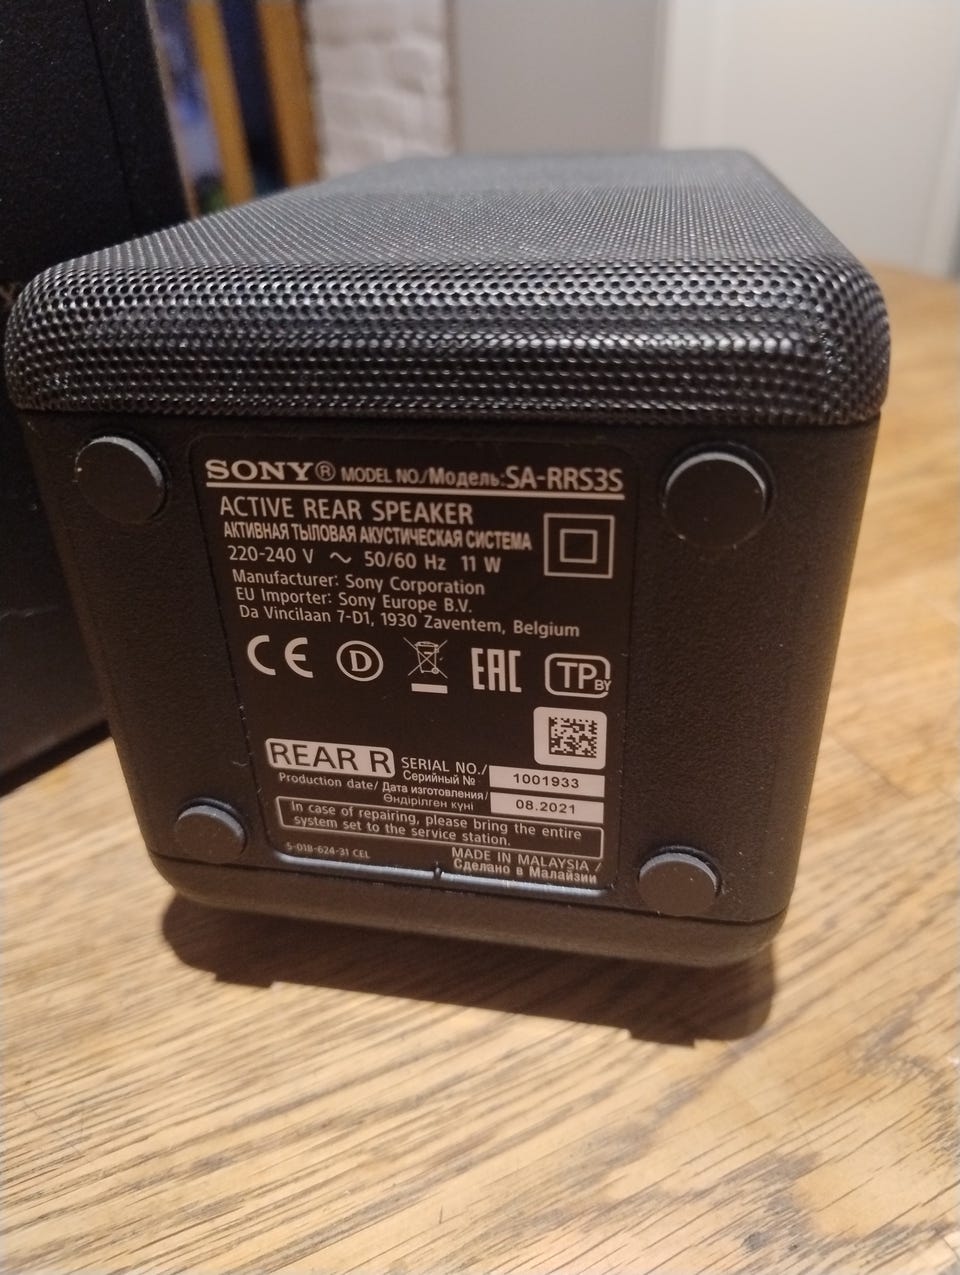 SONY® MODEL NO./Модель:SA-RRS3S
ACTIVE REAR SPEAKER
АКТИВНАЯ ТЫЛОВАЯ АКУСТИЧЕСКАЯ СИСТЕМА
220-240 V ~ 50/60 Hz 11 W
Manufacturer: Sony Corporation
EU Importer: Sony Europe B.V.
Da Vincilaan 7-D1, 1930 Zaventem, Belgium
CE D EAC TP BY
REAR R SERIAL NO./
Серийный № 1001933
Production date/ Дата изготовления/
Өндірілген күні 08.2021
In case of repairing, please bring the entire
system set to the service station.
5-018-624-31 CEL MADE IN MALAYSIA /
Сделано в Малайзии